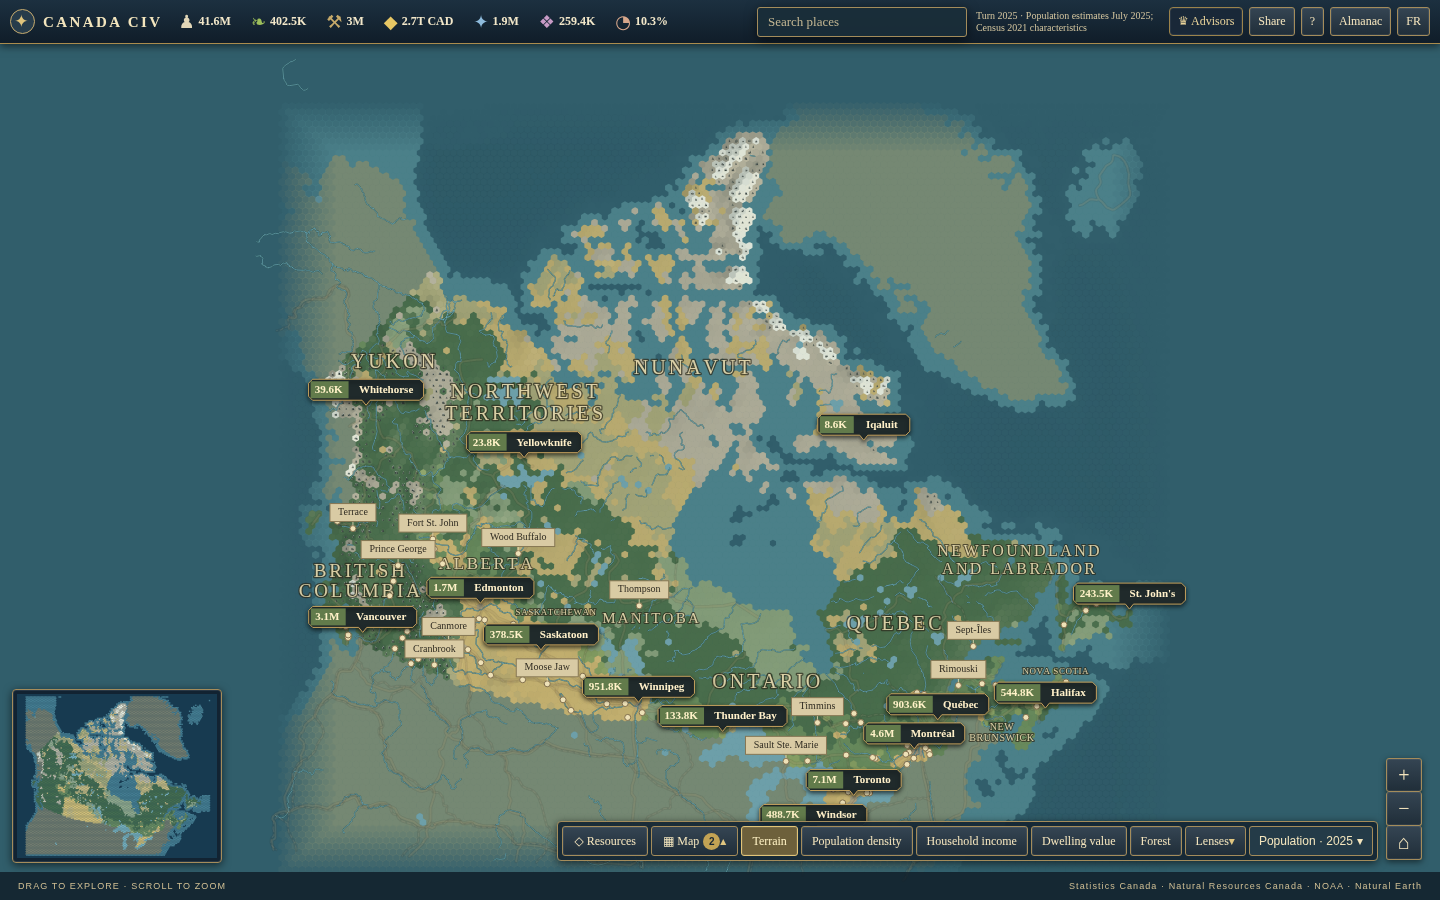 CANADA CIV
41.6M
402.5K
3M
2.7T CAD
1.9M
259.4K
10.3%
Search places
Turn 2025 · Population estimates July 2025;
Census 2021 characteristics
Advisors
Share
?
Almanac
FR
YUKON
39.6K Whitehorse
NORTHWEST
TERRITORIES
NUNAVUT
23.8K Yellowknife
8.6K Iqaluit
Terrace
Fort St. John
Wood Buffalo
Prince George
BRITISH
COLUMBIA
ALBERTA
1.7M Edmonton
Thompson
NEWFOUNDLAND
AND LABRADOR
243.5K St. John's
3.1M Vancouver
SASKATCHEWAN
MANITOBA
Canmore
378.5K Saskatoon
QUEBEC
Sept-Îles
Cranbrook
Moose Jaw
Rimouski
NOVA SCOTIA
951.8K Winnipeg
ONTARIO
544.8K Halifax
133.8K Thunder Bay
Timmins
903.6K Québec
4.6M Montréal
NEW
BRUNSWICK
Sault Ste. Marie
7.1M Toronto
488.7K Windsor
+
−
Resources
Map 2
Terrain
Population density
Household income
Dwelling value
Forest
Lenses
Population · 2025
DRAG TO EXPLORE · SCROLL TO ZOOM
Statistics Canada · Natural Resources Canada · NOAA · Natural Earth